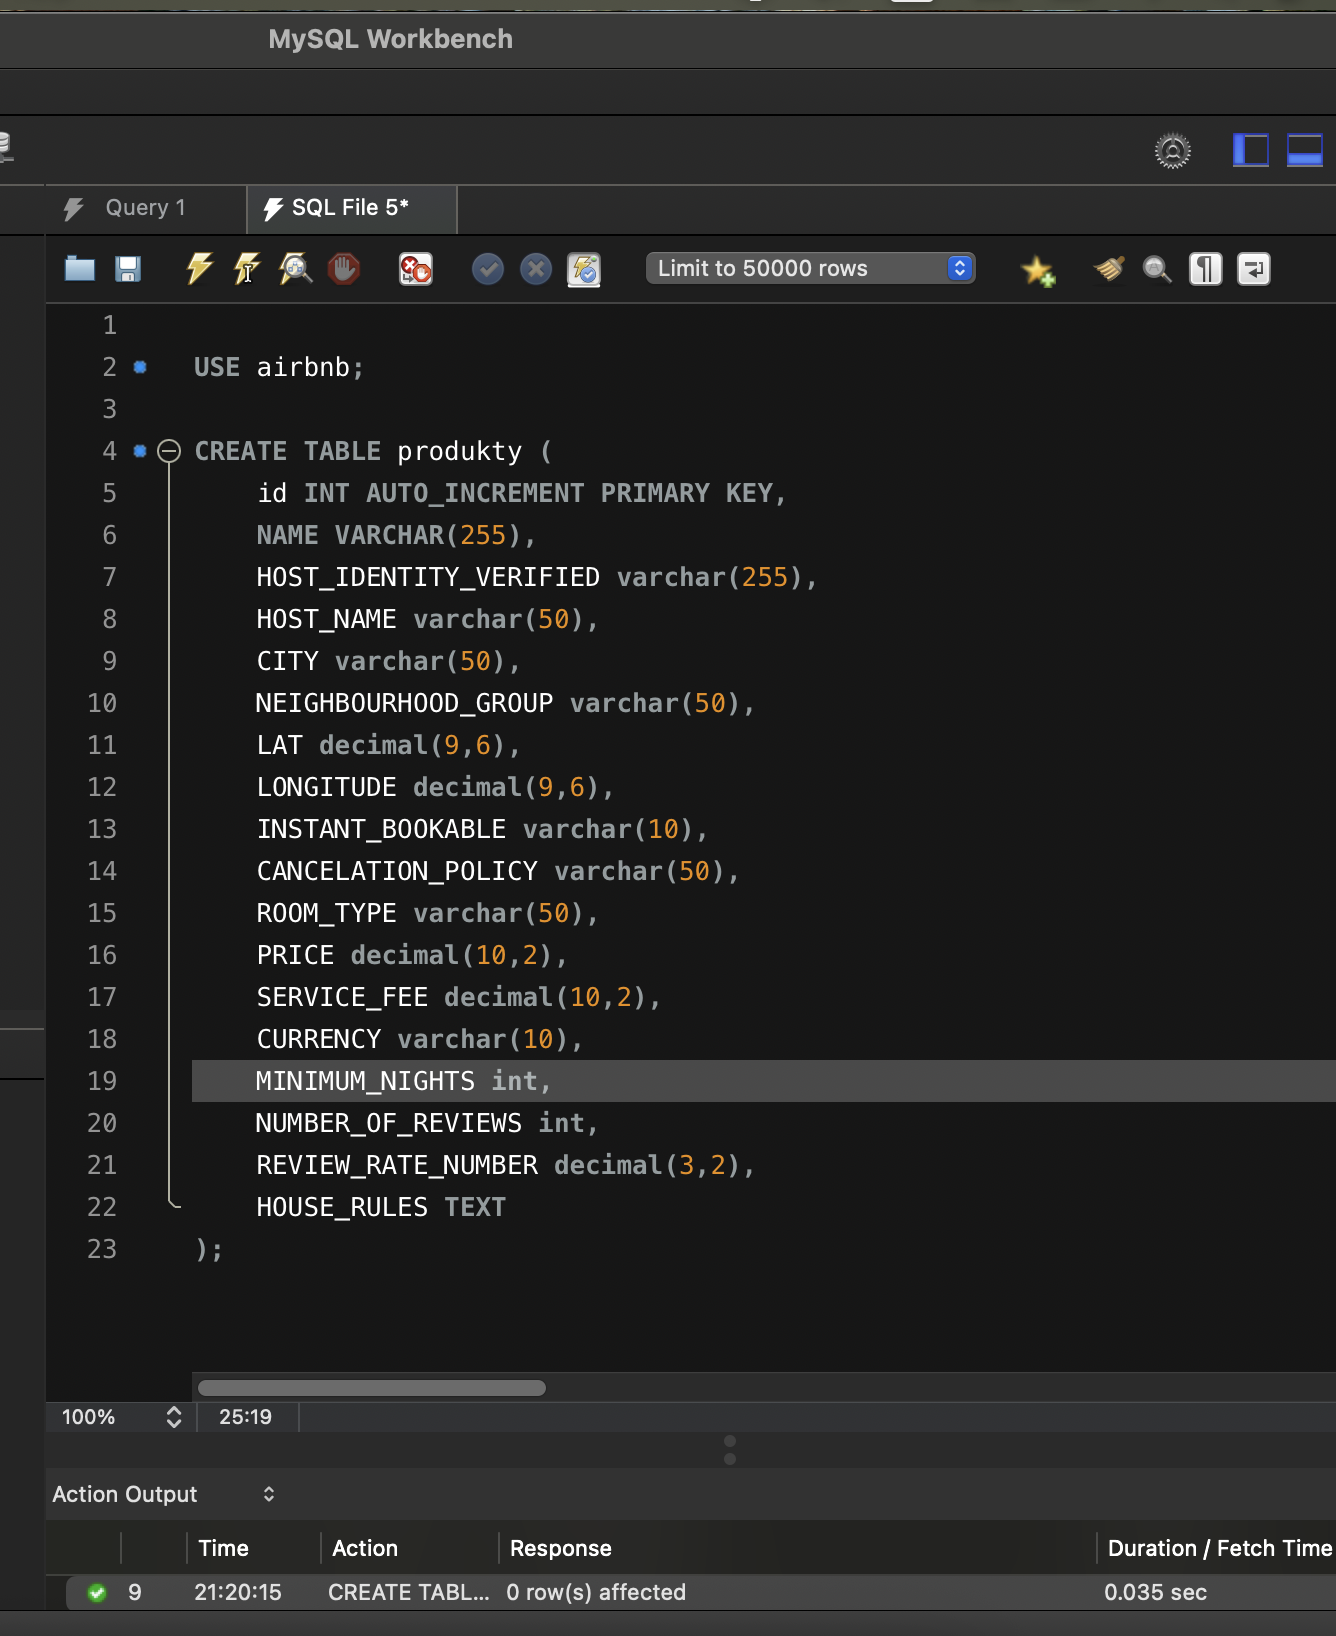 MySQL Workbench
Query 1
SQL File 5*
Limit to 50000 rows
1
2 USE airbnb;
3
4 CREATE TABLE produkty (
5 id INT AUTO_INCREMENT PRIMARY KEY,
6 NAME VARCHAR(255),
7 HOST_IDENTITY_VERIFIED varchar(255),
8 HOST_NAME varchar(50),
9 CITY varchar(50),
10 NEIGHBOURHOOD_GROUP varchar(50),
11 LAT decimal(9,6),
12 LONGITUDE decimal(9,6),
13 INSTANT_BOOKABLE varchar(10),
14 CANCELATION_POLICY varchar(50),
15 ROOM_TYPE varchar(50),
16 PRICE decimal(10,2),
17 SERVICE_FEE decimal(10,2),
18 CURRENCY varchar(10),
19 MINIMUM_NIGHTS int,
20 NUMBER_OF_REVIEWS int,
21 REVIEW_RATE_NUMBER decimal(3,2),
22 HOUSE_RULES TEXT
23 );
100% 25:19
Action Output
Time Action Response Duration / Fetch Time
9 21:20:15 CREATE TABL... 0 row(s) affected 0.035 sec